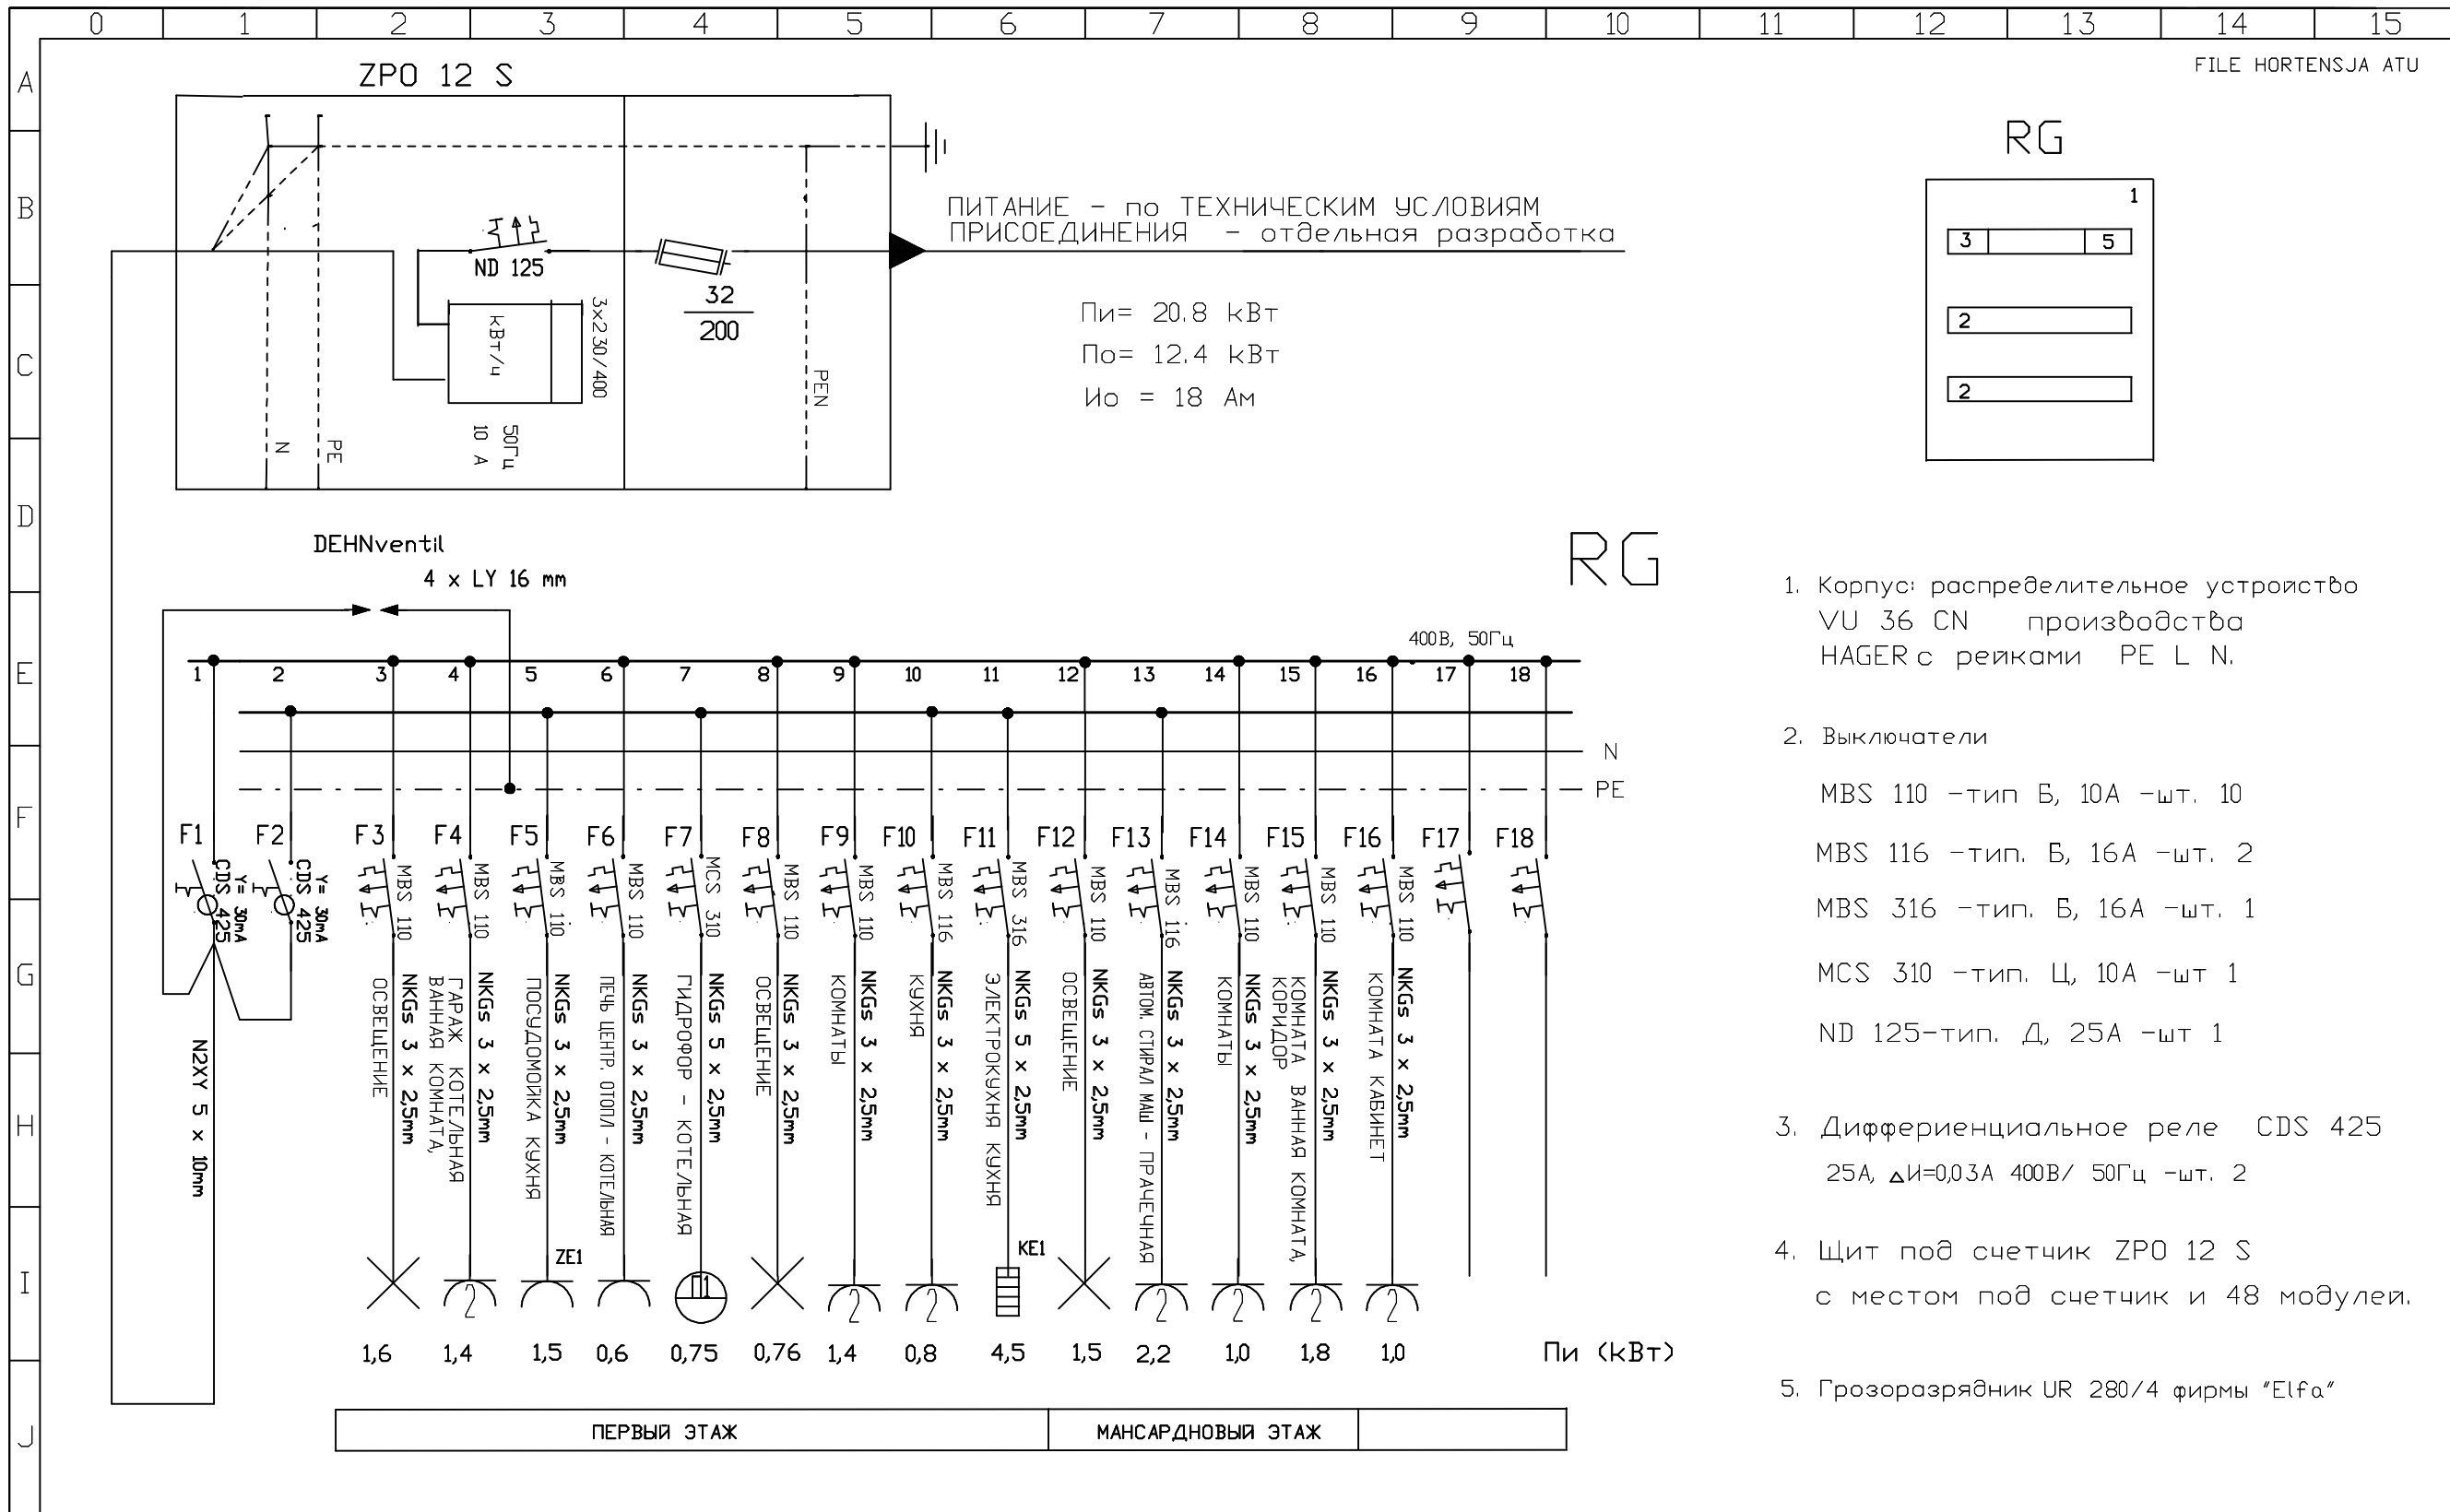 0 1 2 3 4 5 6 7 8 9 10 11 12 13 14 15
A
B
C
D
E
F
G
H
I
J
FILE HORTENSJA ATU
ZPO 12 S
ND 125
32
200
кВт/ч
3x230/400
50Гц
10 А
N
PE
PEN
ПИТАНИЕ - по ТЕХНИЧЕСКИМ УСЛОВИЯМ
ПРИСОЕДИНЕНИЯ - отдельная разработка
Пи= 20.8 кВт
По= 12.4 кВт
Ио = 18 Ам
RG
1
3 5
2
2
DEHNventil
4 x LY 16 mm
RG
400В, 50Гц
1 2 3 4 5 6 7 8 9 10 11 12 13 14 15 16 17 18
N
PE
F1 F2 F3 F4 F5 F6 F7 F8 F9 F10 F11 F12 F13 F14 F15 F16 F17 F18
Y= 30mA
CDS 425
Y= 30mA
CDS 425
MBS 110
MBS 110
MBS 110
MBS 110
MCS 310
MBS 110
MBS 110
MBS 116
MBS 316
MBS 110
MBS 116
MBS 110
MBS 110
MBS 110
N2XY 5 x 10mm
NKGs 3 x 2,5mm
ОСВЕЩЕНИЕ
NKGs 3 x 2,5mm
ГАРАЖ КОТЕЛЬНАЯ
ВАННАЯ КОМНАТА,
NKGs 3 x 2,5mm
ПОСУДОМОЙКА КУХНЯ
NKGs 3 x 2,5mm
ПЕЧЬ ЦЕНТР. ОТОПЛ - КОТЕЛЬНАЯ
NKGs 5 x 2,5mm
ГИДРОФОР - КОТЕЛЬНАЯ
NKGs 3 x 2,5mm
ОСВЕЩЕНИЕ
NKGs 3 x 2,5mm
КОМНАТЫ
NKGs 3 x 2,5mm
КУХНЯ
NKGs 5 x 2,5mm
ЭЛЕКТРОКУХНЯ КУХНЯ
NKGs 3 x 2,5mm
ОСВЕЩЕНИЕ
NKGs 3 x 2,5mm
АВТОМ. СТИРАЛ МАШ - ПРАЧЕЧНАЯ
NKGs 3 x 2,5mm
КОМНАТЫ
NKGs 3 x 2,5mm
КОМНАТА ВАННАЯ КОМНАТА,
КОРИДОР
NKGs 3 x 2,5mm
КОМНАТА КАБИНЕТ
ZE1
KE1
П1
2 2 2 2 2 2 2
1,6 1,4 1,5 0,6 0,75 0,76 1,4 0,8 4,5 1,5 2,2 1,0 1,8 1,0 Пи (кВт)
ПЕРВЫЙ ЭТАЖ
МАНСАРДНОВЫЙ ЭТАЖ
1. Корпус: распределительное устройство
VU 36 CN производства
HAGER с рейками PE L N.
2. Выключатели
MBS 110 -тип Б, 10А -шт. 10
MBS 116 -тип. Б, 16А -шт. 2
MBS 316 -тип. Б, 16А -шт. 1
MCS 310 -тип. Ц, 10А -шт 1
ND 125-тип. Д, 25А -шт 1
3. Диффериенциальное реле CDS 425
25А, △И=0,03А 400В/ 50Гц -шт. 2
4. Щит под счетчик ZPO 12 S
с местом под счетчик и 48 модулей.
5. Грозоразрядник UR 280/4 фирмы "Elfa"